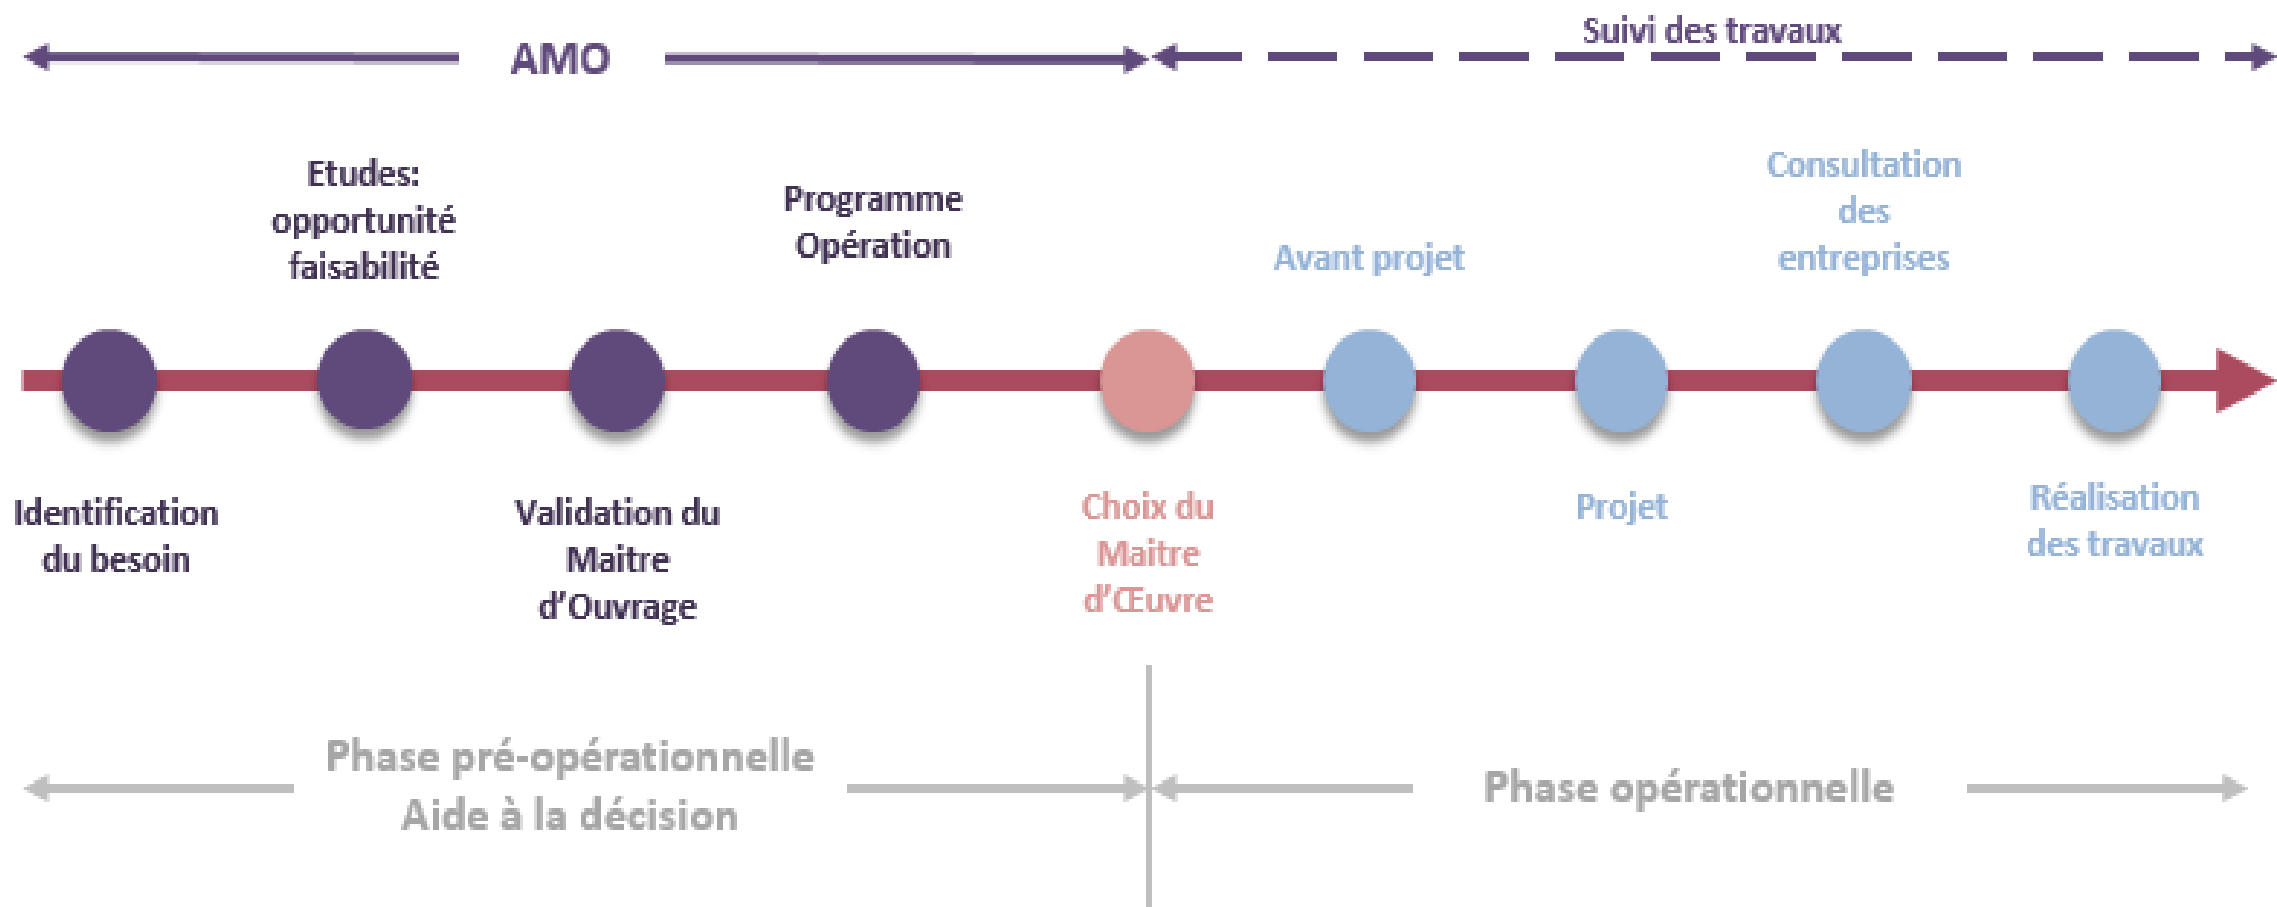 AMO
Suivi des travaux
Etudes:
opportunité
faisabilité
Programme
Opération
Avant projet
Consultation
des
entreprises
Identification
du besoin
Validation du
Maitre
d'Ouvrage
Choix du
Maitre
d'Œuvre
Projet
Réalisation
des travaux
Phase pré-opérationnelle
Aide à la décision
Phase opérationnelle